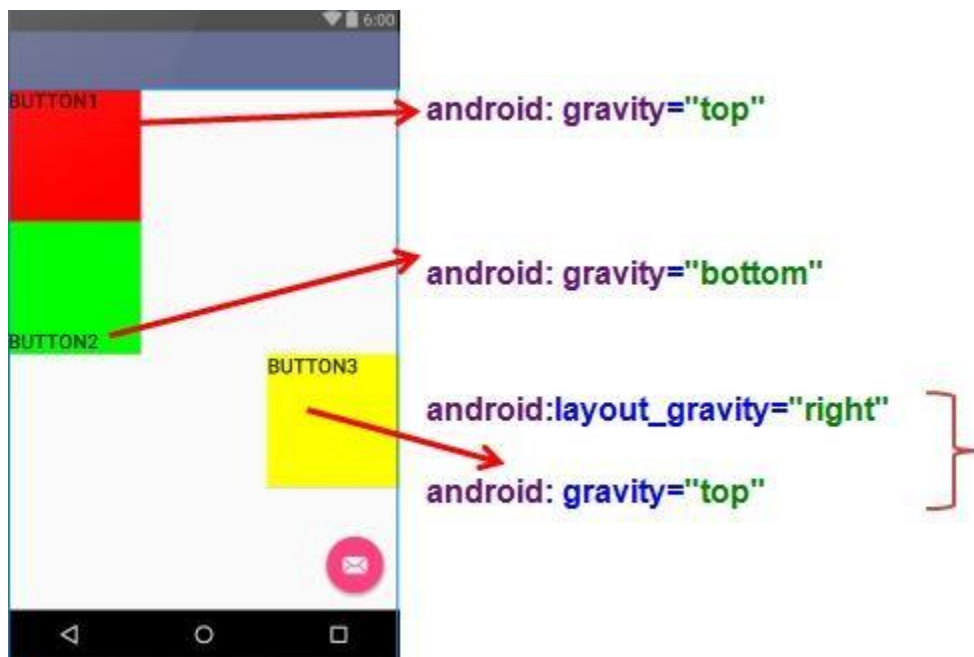 6:00
BUTTON1
android: gravity="top"
android: gravity="bottom"
BUTTON2
BUTTON3
android:layout_gravity="right"
android: gravity="top"